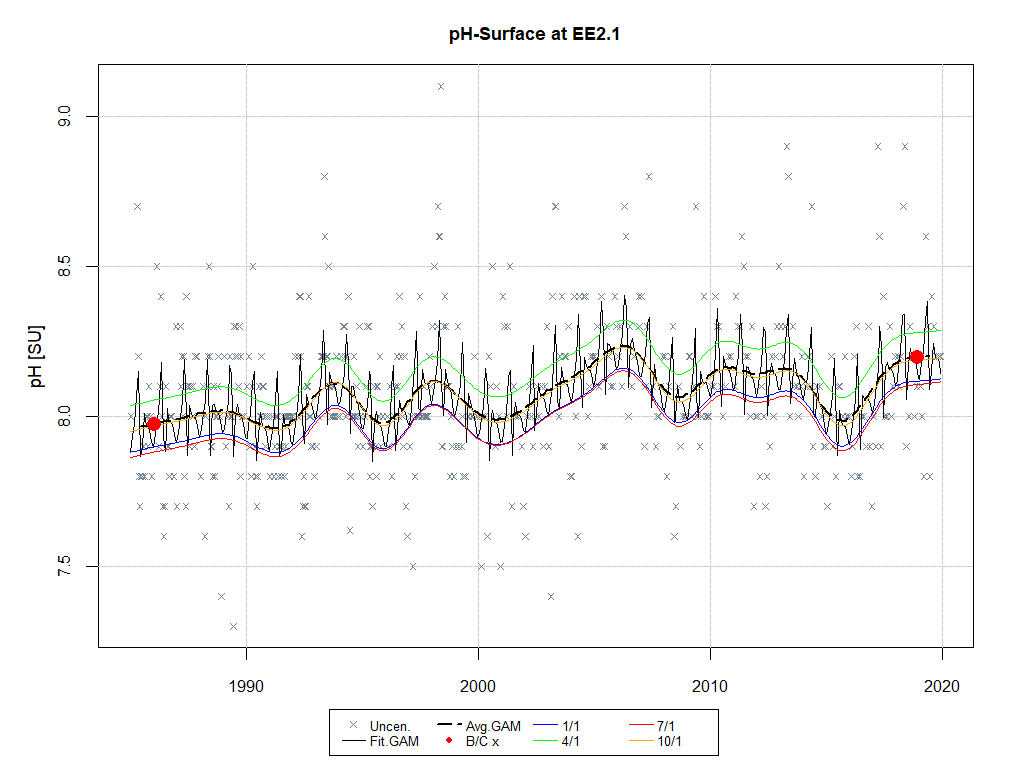 pH-Surface at EE2.1
pH [SU]
9.0
8.5
8.0
7.5
1990 2000 2010 2020
Uncen. Avg.GAM 1/1 7/1
Fit.GAM B/C x 4/1 10/1